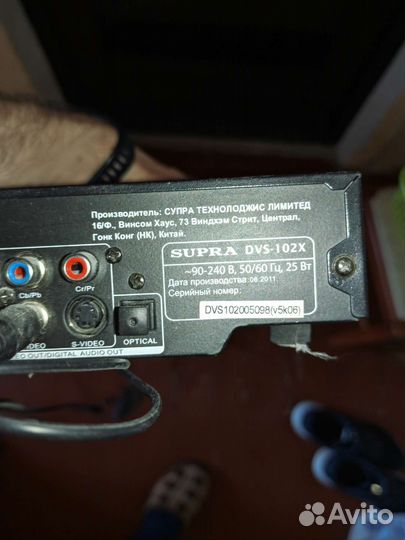 Производитель: СУПРА ТЕХНОЛОДЖИС ЛИМИТЕД
16/Ф., Винсом Хаус, 73 Виндхэм Стрит, Централ,
Гонк Конг (НК), Китай.
SUPRA DVS-102X
~90-240 В, 50/60 Гц, 25 Вт
Дата производства: 06.2011
Серийный номер:
DVS102005098(v5k06)
Cb/Pb Cr/Pr
S-VIDEO OPTICAL
OUT/DIGITAL AUDIO OUT
Avito